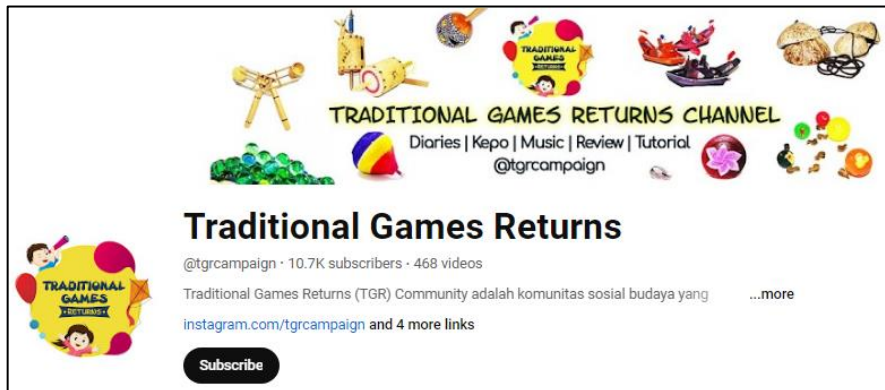 TRADITIONAL
GAMES
RETURNS
TRADITIONAL GAMES RETURNS CHANNEL
Diaries | Kepo | Music | Review | Tutorial
@tgrcampaign
Traditional Games Returns
@tgrcampaign · 10.7K subscribers · 468 videos
Traditional Games Returns (TGR) Community adalah komunitas sosial budaya yang ...more
instagram.com/tgrcampaign and 4 more links
Subscribe
TRADITIONAL
GAMES
RETURNS